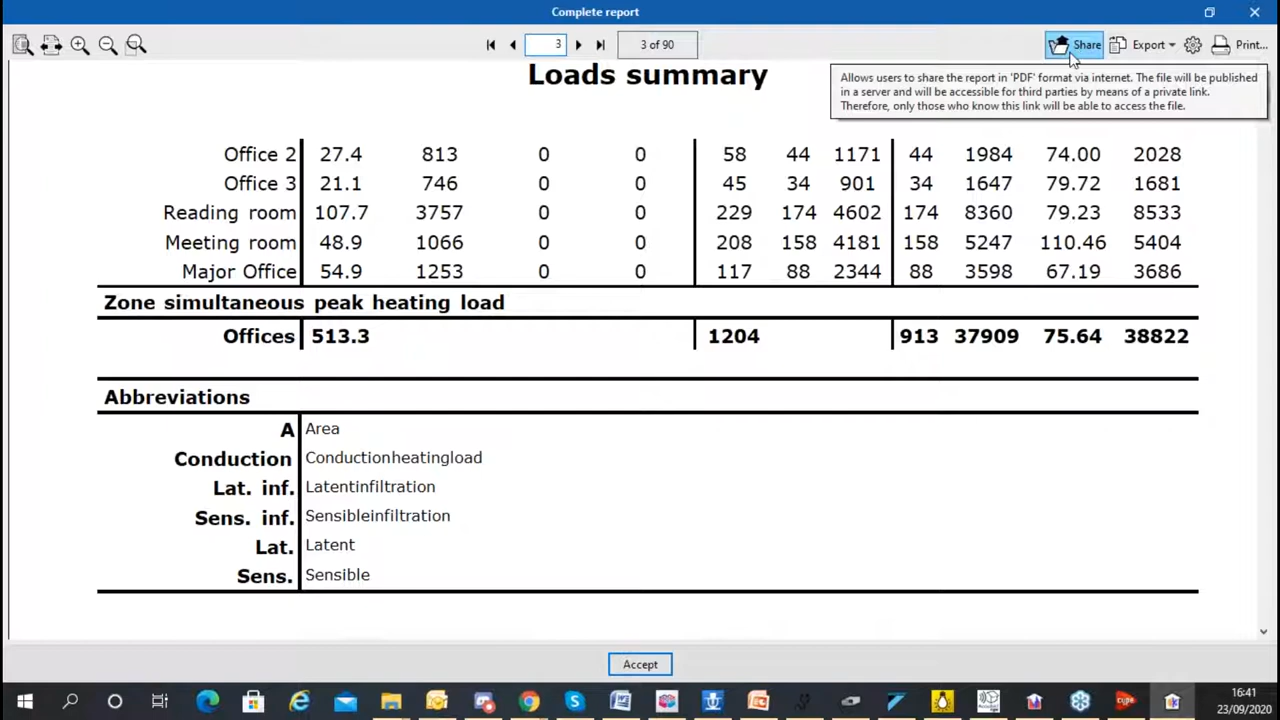 Complete report
3 3 of 90 Share Export Print...
Loads summary
Allows users to share the report in 'PDF' format via internet. The file will be published
in a server and will be accessible for third parties by means of a private link.
Therefore, only those who know this link will be able to access the file.
Office 2 27.4 813 0 0 58 44 1171 44 1984 74.00 2028
Office 3 21.1 746 0 0 45 34 901 34 1647 79.72 1681
Reading room 107.7 3757 0 0 229 174 4602 174 8360 79.23 8533
Meeting room 48.9 1066 0 0 208 158 4181 158 5247 110.46 5404
Major Office 54.9 1253 0 0 117 88 2344 88 3598 67.19 3686
Zone simultaneous peak heating load
Offices 513.3 1204 913 37909 75.64 38822
Abbreviations
A Area
Conduction Conductionheatingload
Lat. inf. Latentinfiltration
Sens. inf. Sensibleinfiltration
Lat. Latent
Sens. Sensible
Accept
16:41
23/09/2020